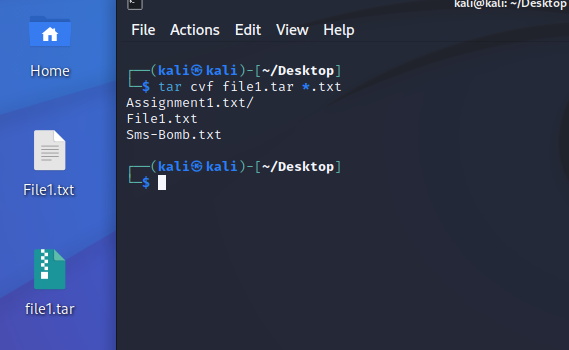 kali@kali: ~/Desktop
File Actions Edit View Help
Home
┌──(kali㉿kali)-[~/Desktop]
└─$ tar cvf file1.tar *.txt
Assignment1.txt/
File1.txt
Sms-Bomb.txt
┌──(kali㉿kali)-[~/Desktop]
└─$
File1.txt
file1.tar